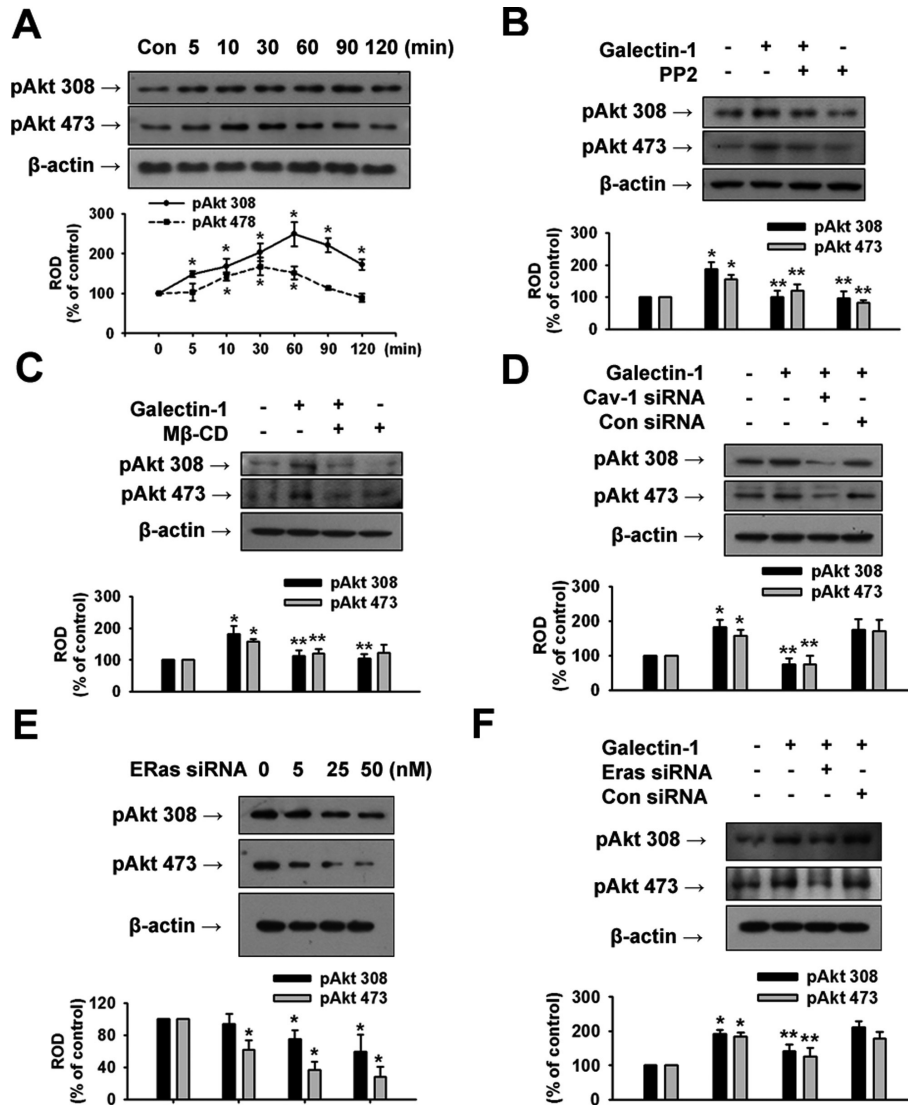 A
Con 5 10 30 60 90 120 (min)
pAkt 308 →
pAkt 473 →
β-actin →
pAkt 308
pAkt 478
ROD
(% of control)
300
200
100
0
* * * * * *
* * *
0 5 10 30 60 90 120 (min)
B
Galectin-1 - + + -
PP2 - - + +
pAkt 308 →
pAkt 473 →
β-actin →
pAkt 308
pAkt 473
ROD
(% of control)
300
200
100
0
* * ** ** ** **
C
Galectin-1 - + + -
Mβ-CD - - + +
pAkt 308 →
pAkt 473 →
β-actin →
pAkt 308
pAkt 473
ROD
(% of control)
300
200
100
0
* * ** ** **
D
Galectin-1 - + + +
Cav-1 siRNA - - + -
Con siRNA - - - +
pAkt 308 →
pAkt 473 →
β-actin →
pAkt 308
pAkt 473
ROD
(% of control)
300
200
100
0
* * ** **
E
ERas siRNA 0 5 25 50 (nM)
pAkt 308 →
pAkt 473 →
β-actin →
pAkt 308
pAkt 473
ROD
(% of control)
120
80
40
0
* * * * *
F
Galectin-1 - + + +
Eras siRNA - - + -
Con siRNA - - - +
pAkt 308 →
pAkt 473 →
β-actin →
pAkt 308
pAkt 473
ROD
(% of control)
300
200
100
0
* * ** **